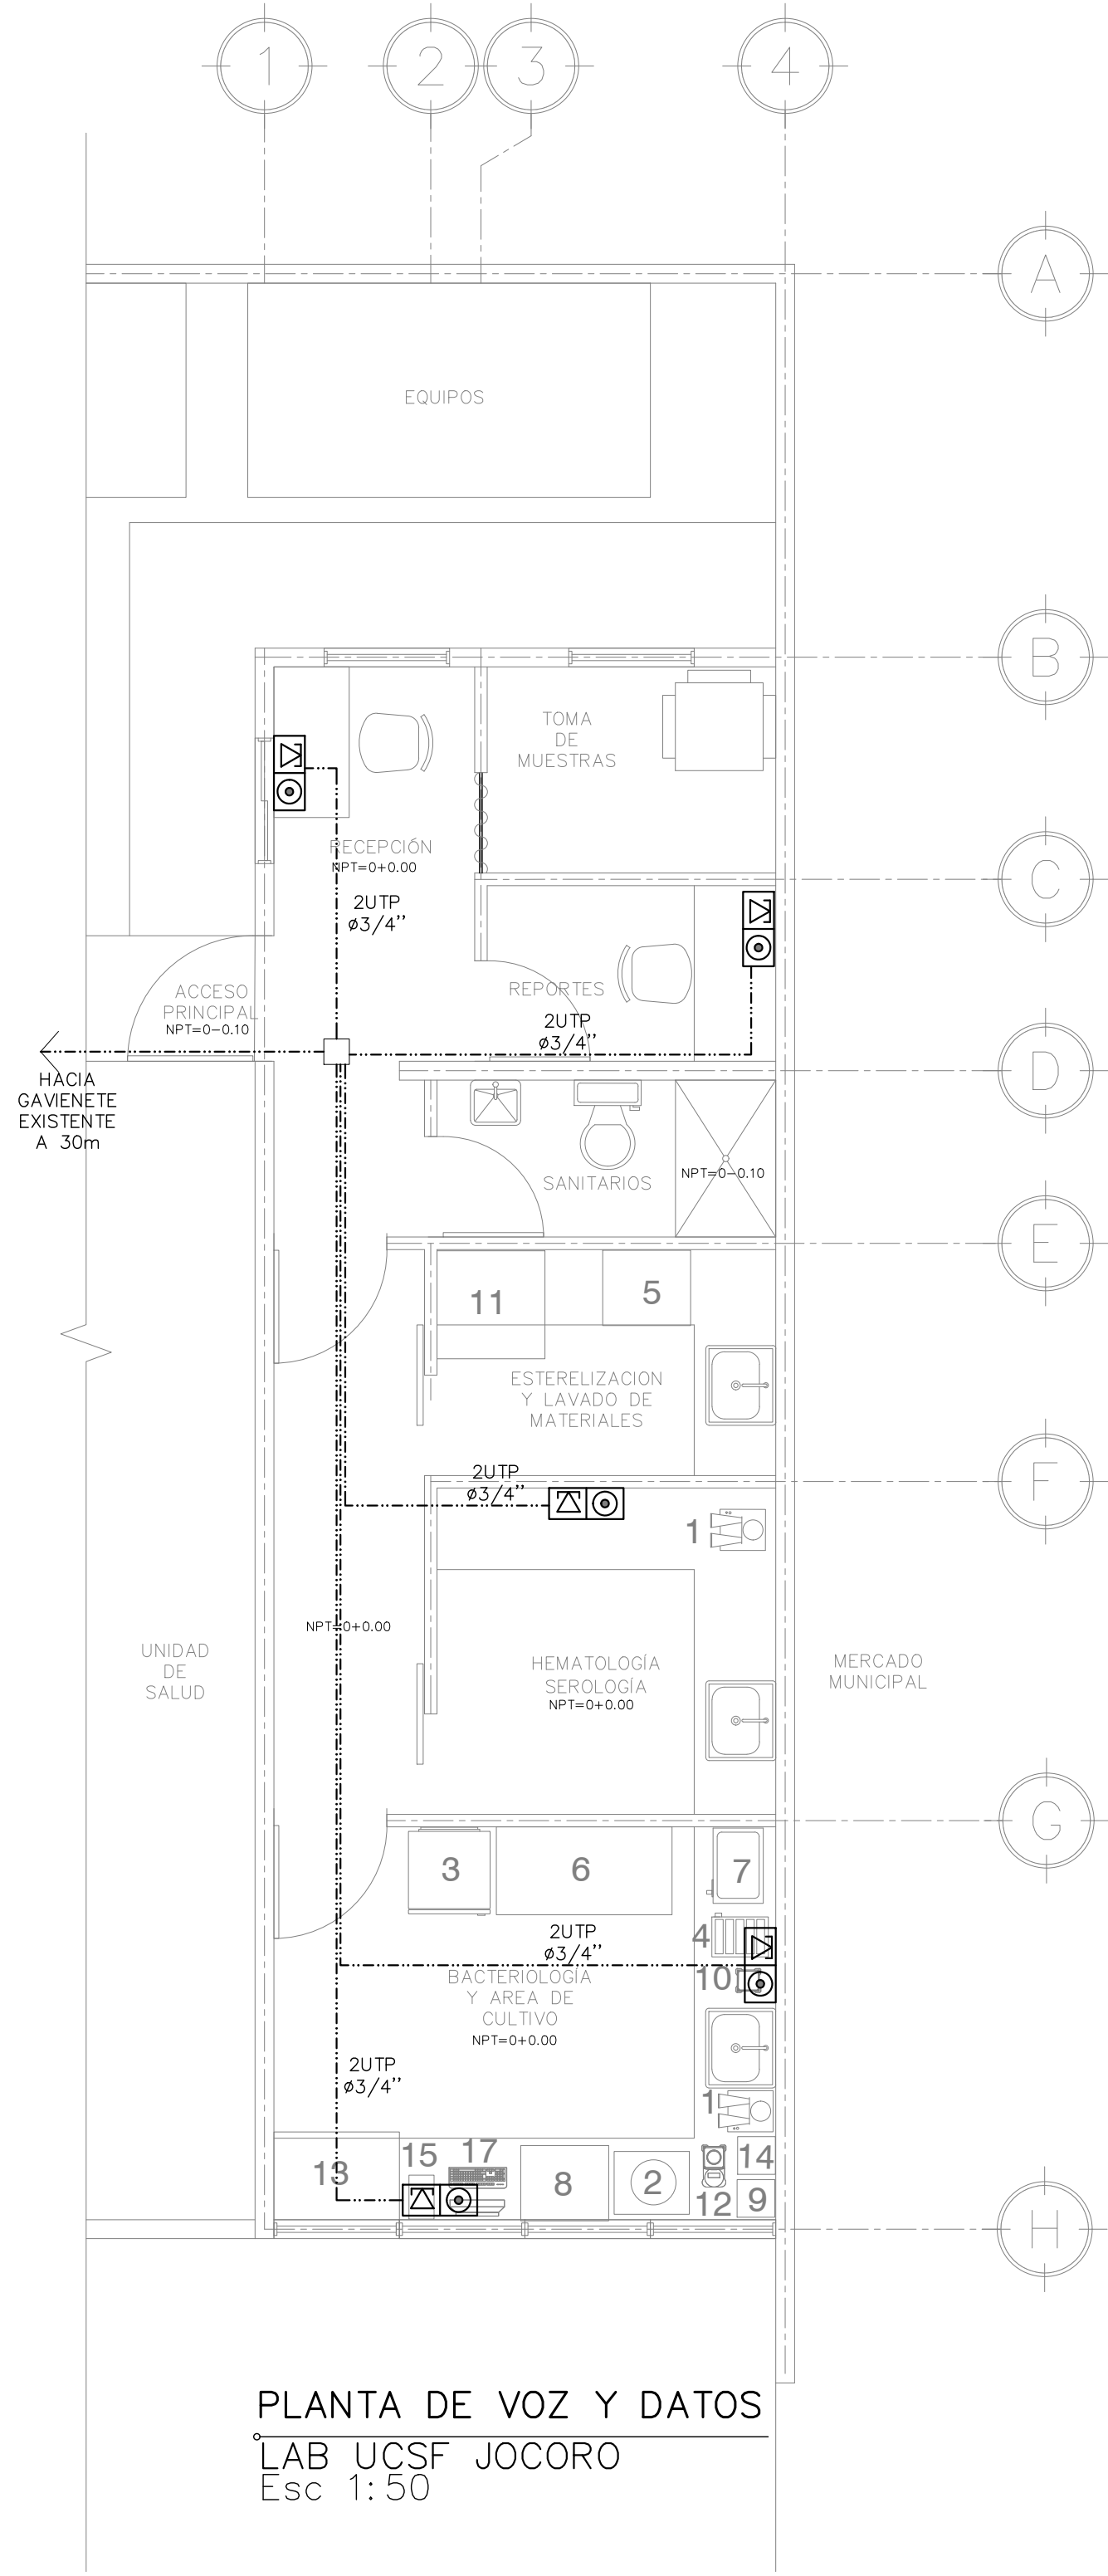 1
2
3
4
A
EQUIPOS
B
TOMA
DE
MUESTRAS
RECEPCIÓN
NPT=0+0.00
2UTP
ø3/4’’
C
REPORTES
ACCESO
PRINCIPAL
NPT=0-0.10
2UTP
ø3/4’’
D
HACIA
GAVIENETE
EXISTENTE
A 30m
SANITARIOS
NPT=0-0.10
E
11
5
ESTERELIZACION
Y LAVADO DE
MATERIALES
2UTP
ø3/4’’
F
1
NPT=0+0.00
UNIDAD
DE
SALUD
HEMATOLOGÍA
SEROLOGÍA
NPT=0+0.00
MERCADO
MUNICIPAL
G
3
6
7
2UTP
ø3/4’’
4
10
BACTERIOLOGÍA
Y AREA DE
CULTIVO
NPT=0+0.00
2UTP
ø3/4’’
1
13
15
17
8
2
12
14
9
H
PLANTA DE VOZ Y DATOS
LAB UCSF JOCORO
Esc 1:50